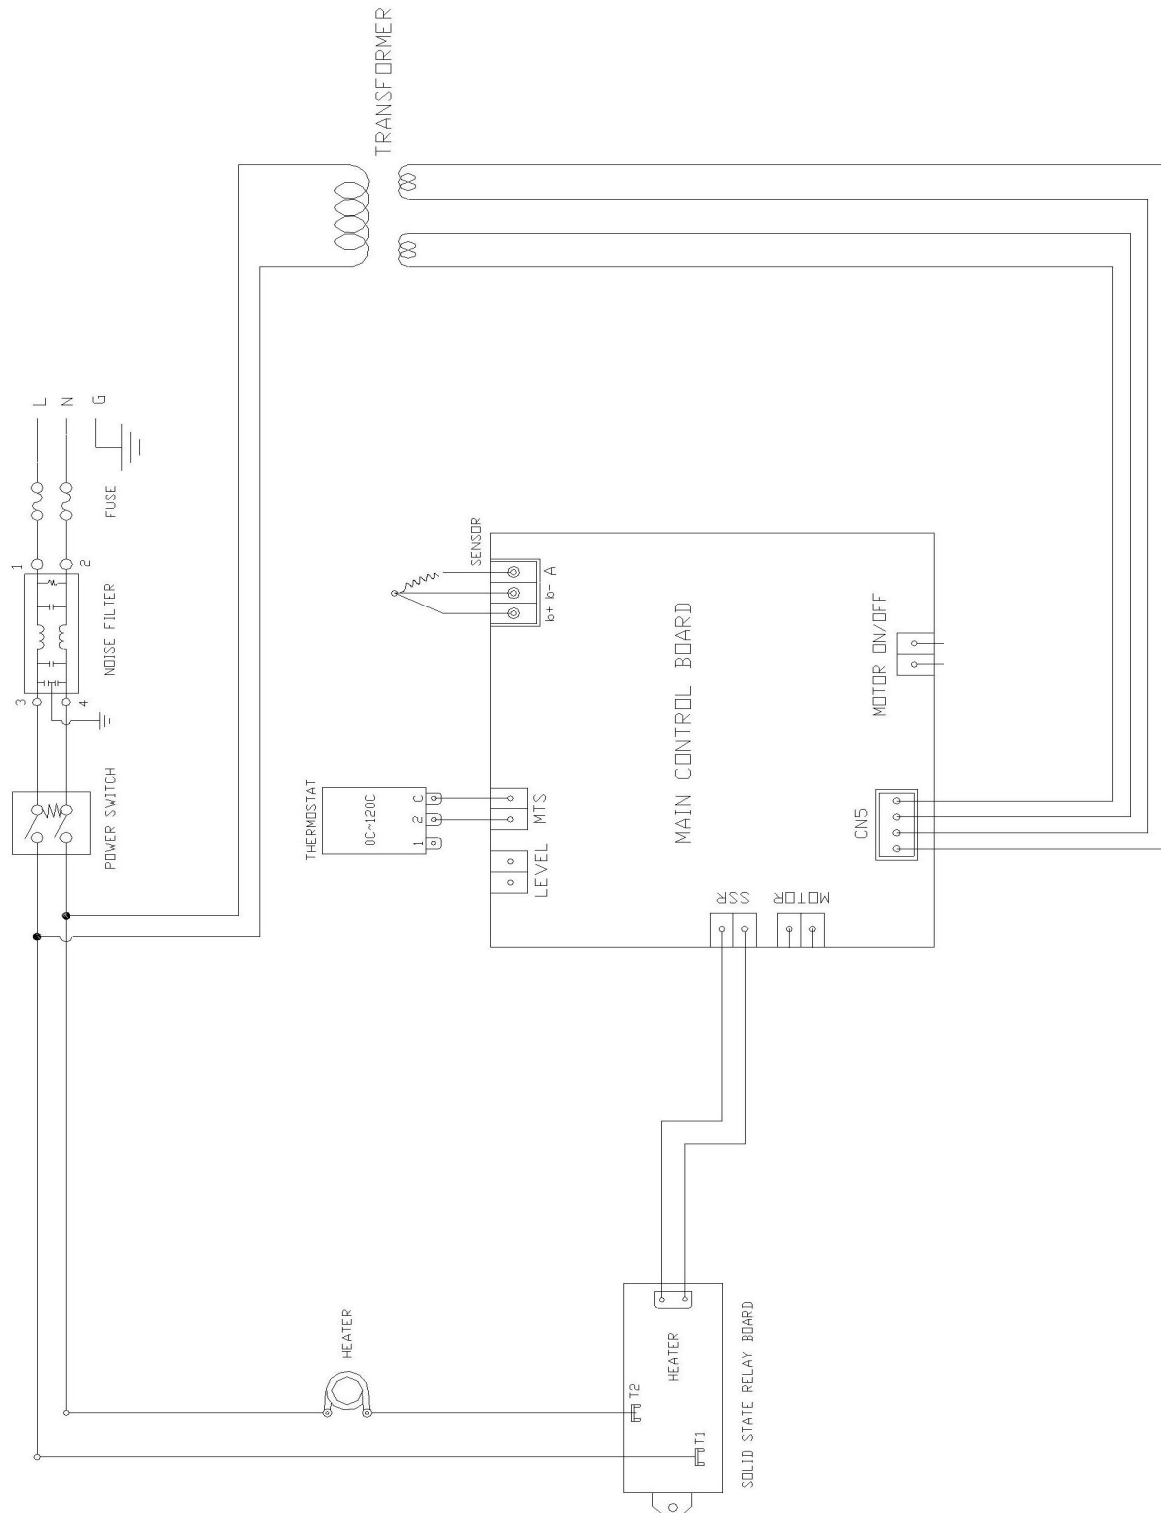 TRANSFORMER
L
N
G
FUSE
1
2
NOISE FILTER
3
4
POWER SWITCH
SENSOR
b+ b- A
THERMOSTAT
0C~120C
1 2 C
LEVEL
MTS
MAIN CONTROL BOARD
MOTOR ON/OFF
CN5
SSR
MOTOR
HEATER
T2
HEATER
T1
SOLID STATE RELAY BOARD